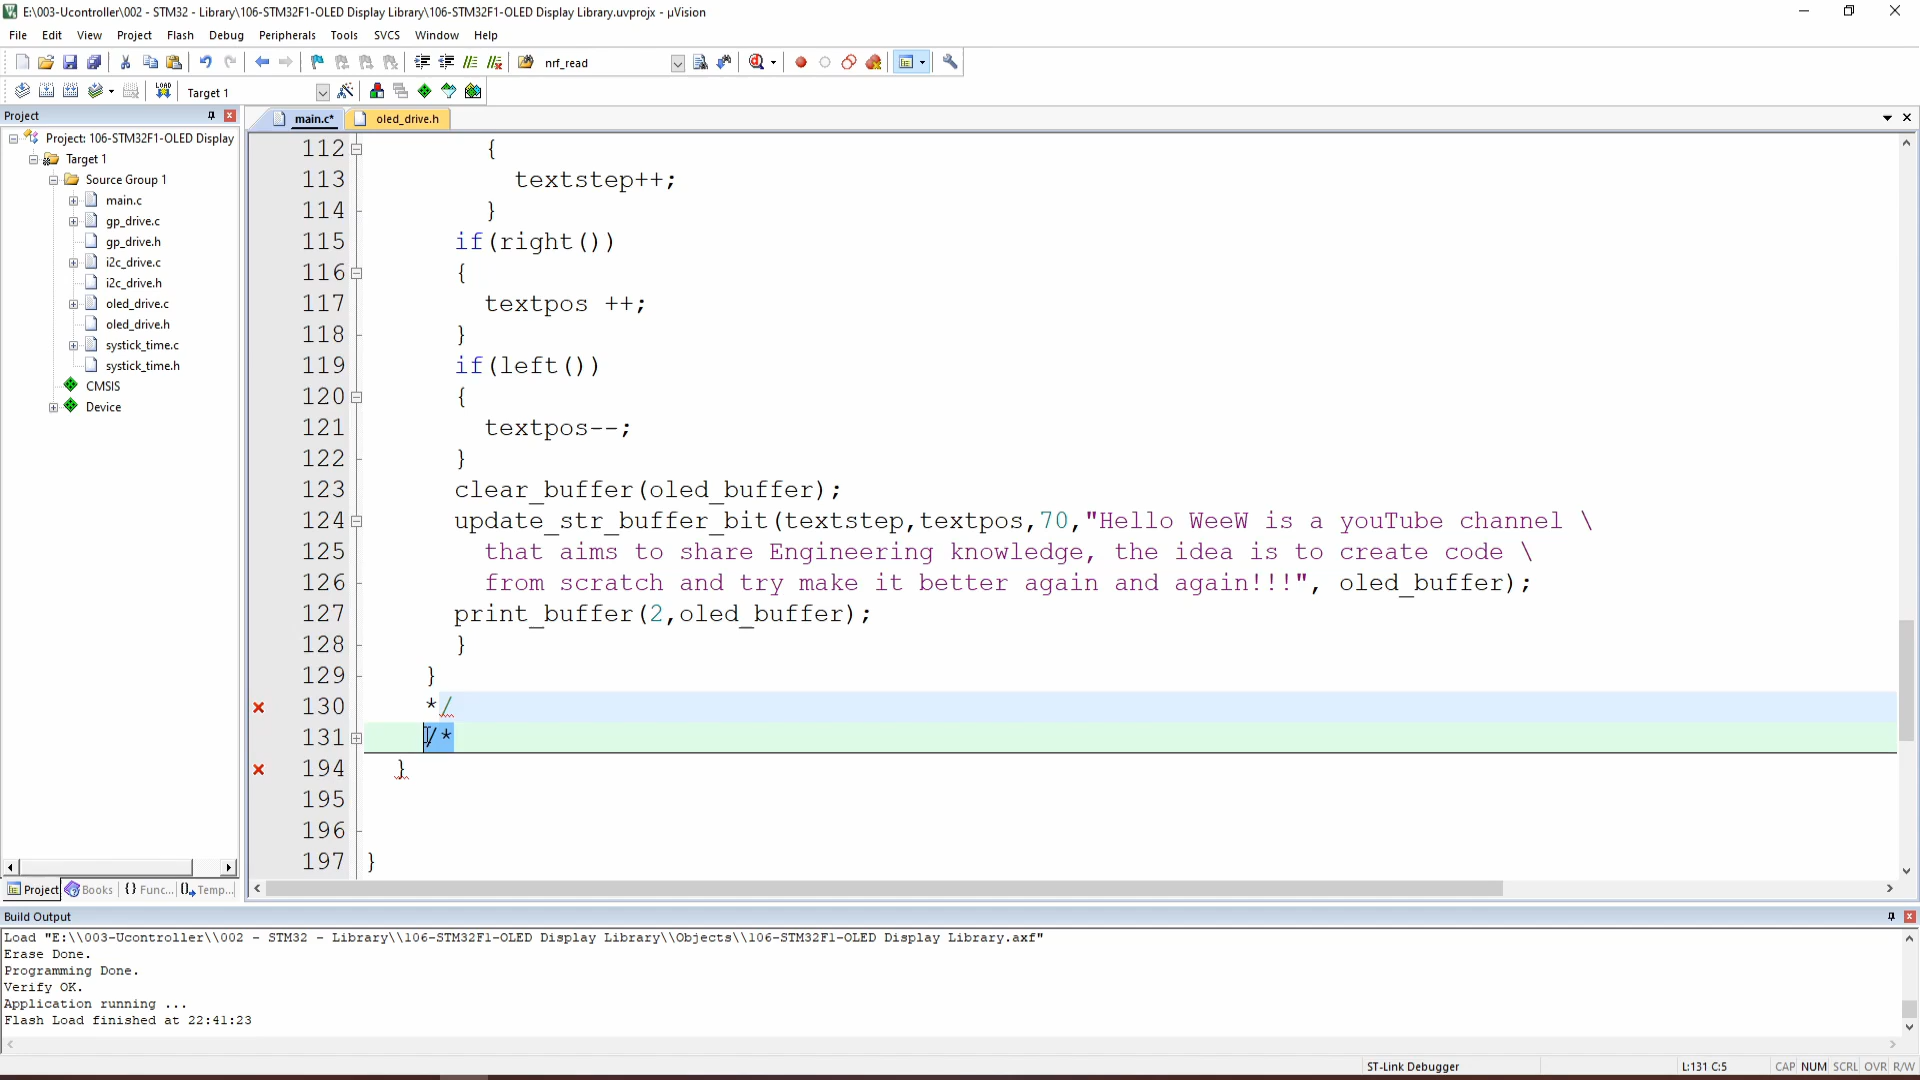 E:\003-Ucontroller\002 - STM32 - Library\106-STM32F1-OLED Display Library\106-STM32F1-OLED Display Library.uvprojx - µVision
File Edit View Project Flash Debug Peripherals Tools SVCS Window Help
nrf_read
LOAD Target 1
Project
main.c* oled_drive.h
Project: 106-STM32F1-OLED Display
Target 1
Source Group 1
main.c
gp_drive.c
gp_drive.h
i2c_drive.c
i2c_drive.h
oled_drive.c
oled_drive.h
systick_time.c
systick_time.h
CMSIS
Device
112 {
113 textstep++;
114 }
115 if(right())
116 {
117 textpos ++;
118 }
119 if(left())
120 {
121 textpos--;
122 }
123 clear_buffer(oled_buffer);
124 update_str_buffer_bit(textstep,textpos,70,"Hello WeeW is a youTube channel \
125 that aims to share Engineering knowledge, the idea is to create code \
126 from scratch and try make it better again and again!!!", oled_buffer);
127 print_buffer(2,oled_buffer);
128 }
129 }
130 */
131 /*
194 }
195
196
197 }
Project Books {} Func... Temp...
Build Output
Load "E:\\003-Ucontroller\\002 - STM32 - Library\\106-STM32F1-OLED Display Library\\Objects\\106-STM32F1-OLED Display Library.axf"
Erase Done.
Programming Done.
Verify OK.
Application running ...
Flash Load finished at 22:41:23
ST-Link Debugger L:131 C:5 CAP NUM SCRL OVR R/W